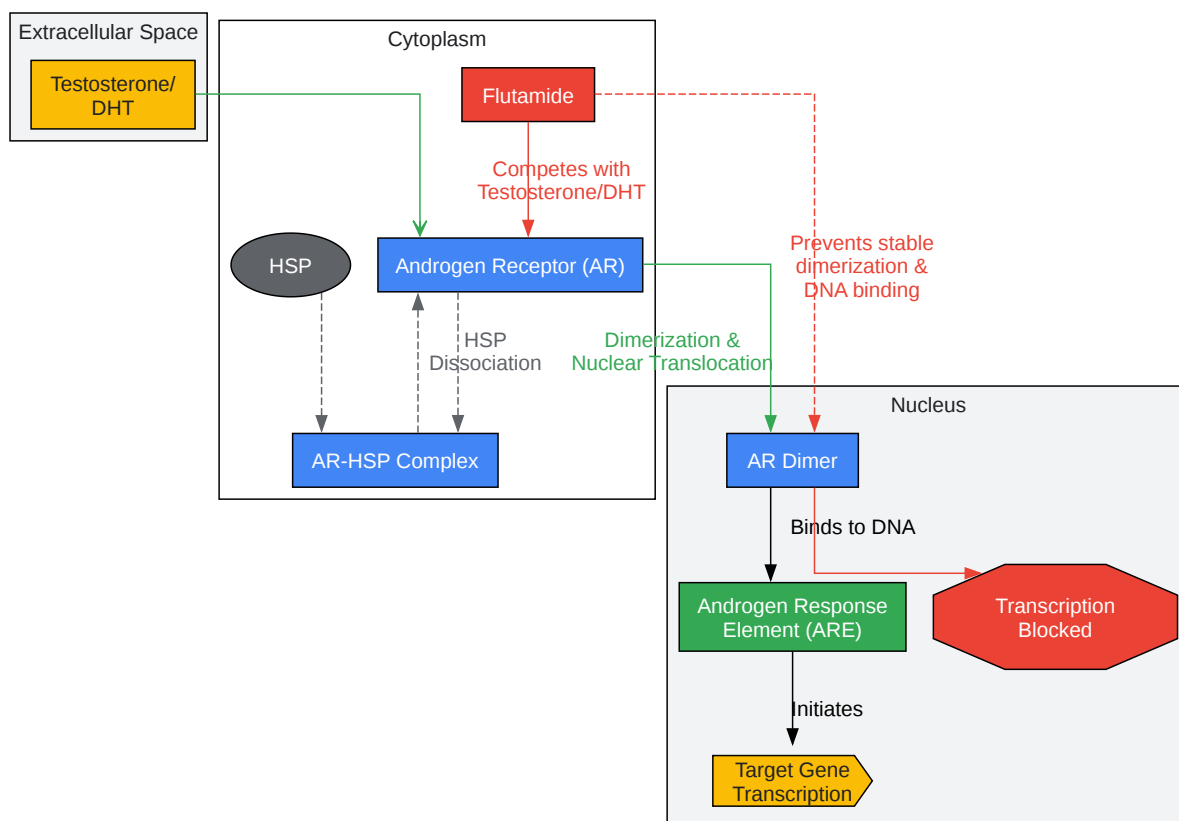 Extracellular Space
Testosterone/
DHT
Cytoplasm
Flutamide
Competes with
Testosterone/DHT
HSP
Androgen Receptor (AR)
Prevents stable
dimerization &
DNA binding
HSP
Dissociation
Dimerization &
Nuclear Translocation
AR-HSP Complex
Nucleus
AR Dimer
Binds to DNA
Androgen Response
Element (ARE)
Transcription
Blocked
Initiates
Target Gene
Transcription